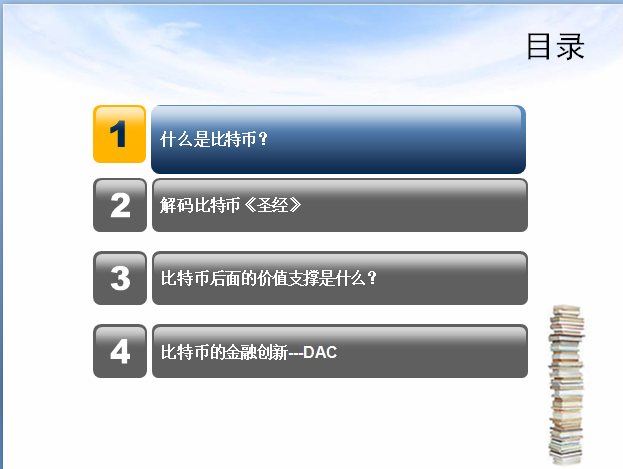 目录
1 什么是比特币？
2 解码比特币《圣经》
3 比特币后面的价值支撑是什么？
4 比特币的金融创新---DAC